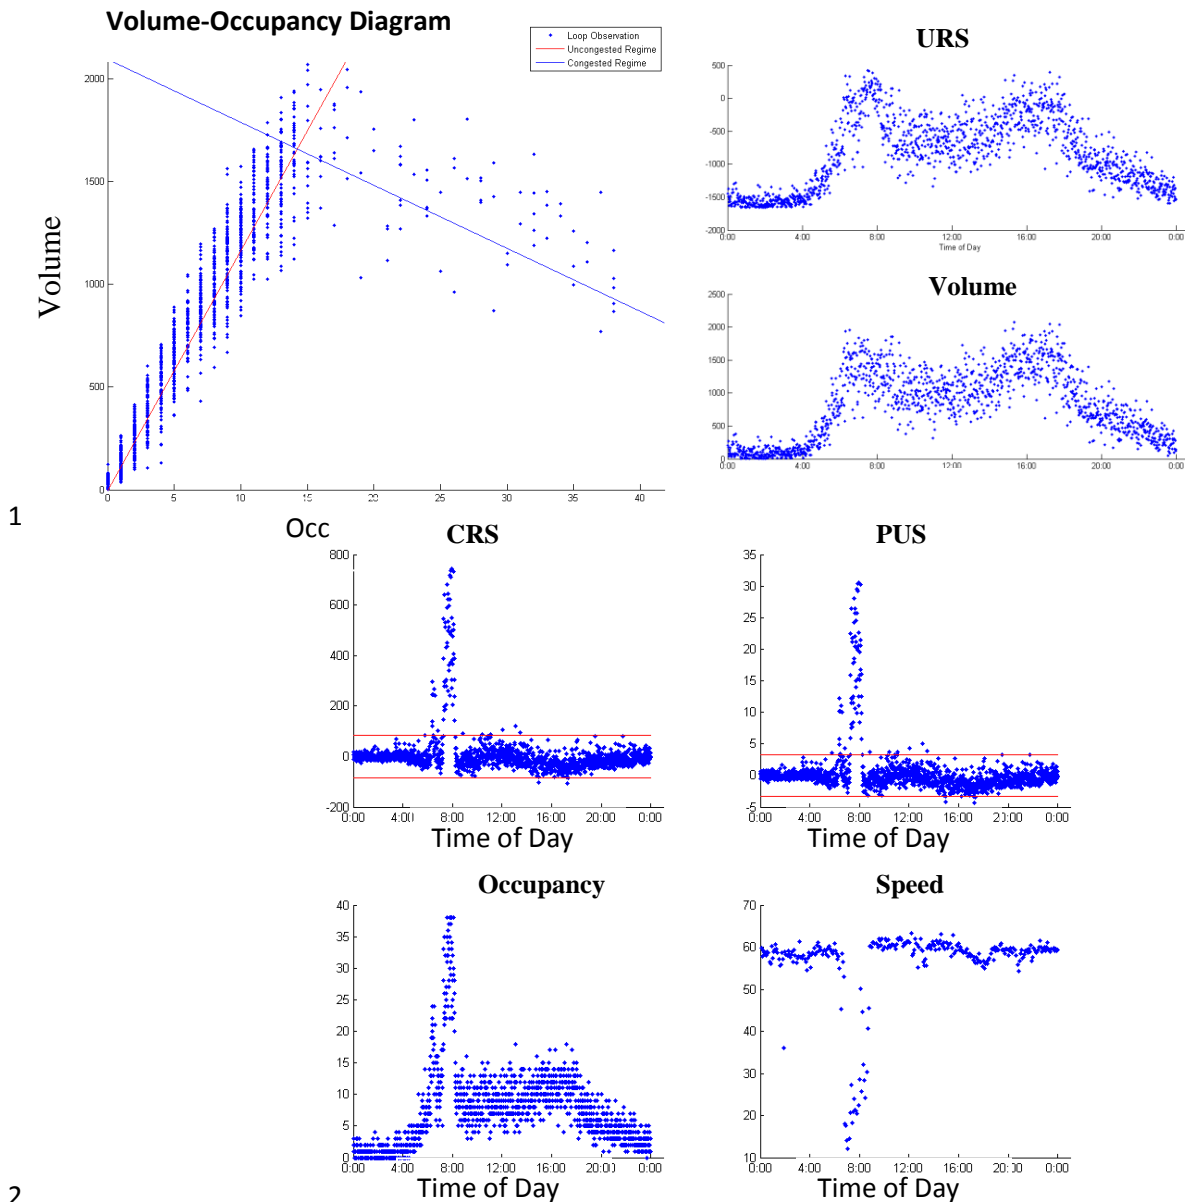 Volume-Occupancy Diagram
Loop Observation
Uncongested Regime
Congested Regime
2000
1500
1000
500
0
Volume
0 5 10 15 20 25 30 35 40
Occ
URS
500
0
-500
-1000
-1500
-2000
0:00 4:00 8:00 12:00 16:00 20:00 0:00
Time of Day
Volume
2500
2000
1500
1000
500
0
0:00 4:00 8:00 12:00 16:00 20:00 0:00
1
CRS
800
600
400
200
0
-200
0:00 4:00 8:00 12:00 16:00 20:00 0:00
Time of Day
PUS
35
30
25
20
15
10
5
0
-5
0:00 4:00 8:00 12:00 16:00 20:00 0:00
Time of Day
Occupancy
40
35
30
25
20
15
10
5
0
0:00 4:00 8:00 12:00 16:00 20:00 0:00
Time of Day
Speed
70
60
50
40
30
20
10
0:00 4:00 8:00 12:00 16:00 20:00 0:00
Time of Day
2